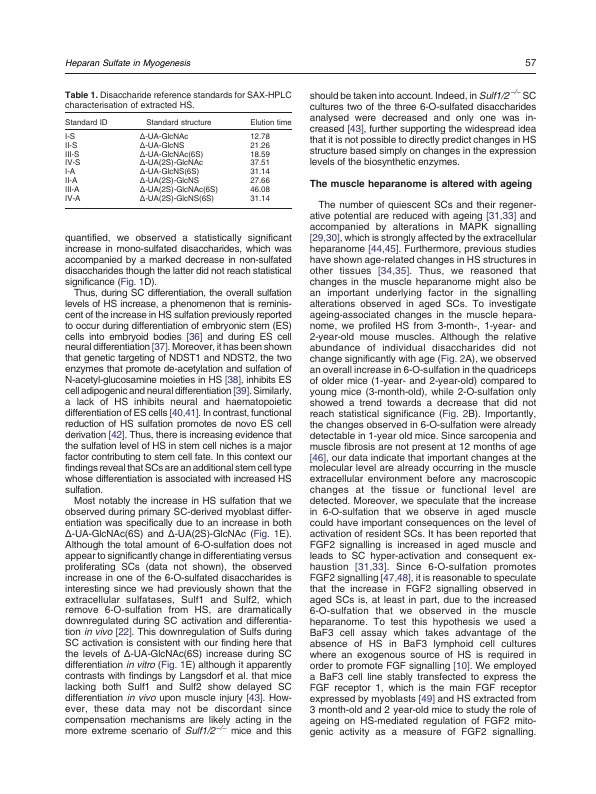 Heparan Sulfate in Myogenesis 57
Table 1. Disaccharide reference standards for SAX-HPLC
characterisation of extracted HS.
Standard ID Standard structure Elution time
I-S Δ-UA-GlcNAc 12.78
II-S Δ-UA-GlcNS 21.26
III-S Δ-UA-GlcNAc(6S) 18.59
IV-S Δ-UA(2S)-GlcNAc 37.51
I-A Δ-UA-GlcNS(6S) 31.14
II-A Δ-UA(2S)-GlcNS 27.66
III-A Δ-UA(2S)-GlcNAc(6S) 46.08
IV-A Δ-UA(2S)-GlcNS(6S) 31.14
quantified, we observed a statistically significant
increase in mono-sulfated disaccharides, which was
accompanied by a marked decrease in non-sulfated
disaccharides though the latter did not reach statistical
significance (Fig. 1D).
Thus, during SC differentiation, the overall sulfation
levels of HS increase, a phenomenon that is reminis-
cent of the increase in HS sulfation previously reported
to occur during differentiation of embryonic stem (ES)
cells into embryoid bodies [36] and during ES cell
neural differentiation [37]. Moreover, it has been shown
that genetic targeting of NDST1 and NDST2, the two
enzymes that promote de-acetylation and sulfation of
N-acetyl-glucosamine moieties in HS [38], inhibits ES
cell adipogenic and neural differentiation [39]. Similarly,
a lack of HS inhibits neural and haematopoietic
differentiation of ES cells [40,41]. In contrast, functional
reduction of HS sulfation promotes de novo ES cell
derivation [42]. Thus, there is increasing evidence that
the sulfation level of HS in stem cell niches is a major
factor contributing to stem cell fate. In this context our
findings reveal that SCs are an additional stem cell type
whose differentiation is associated with increased HS
sulfation.
Most notably the increase in HS sulfation that we
observed during primary SC-derived myoblast differ-
entiation was specifically due to an increase in both
Δ-UA-GlcNAc(6S) and Δ-UA(2S)-GlcNAc (Fig. 1E).
Although the total amount of 6-O-sulfation does not
appear to significantly change in differentiating versus
proliferating SCs (data not shown), the observed
increase in one of the 6-O-sulfated disaccharides is
interesting since we had previously shown that the
extracellular sulfatases, Sulf1 and Sulf2, which
remove 6-O-sulfation from HS, are dramatically
downregulated during SC activation and differentia-
tion in vivo [22]. This downregulation of Sulfs during
SC activation is consistent with our finding here that
the levels of Δ-UA-GlcNAc(6S) increase during SC
differentiation in vitro (Fig. 1E) although it apparently
contrasts with findings by Langsdorf et al. that mice
lacking both Sulf1 and Sulf2 show delayed SC
differentiation in vivo upon muscle injury [43]. How-
ever, these data may not be discordant since
compensation mechanisms are likely acting in the
more extreme scenario of Sulf1/2−/− mice and this
should be taken into account. Indeed, in Sulf1/2−/− SC
cultures two of the three 6-O-sulfated disaccharides
analysed were decreased and only one was in-
creased [43], further supporting the widespread idea
that it is not possible to directly predict changes in HS
structure based simply on changes in the expression
levels of the biosynthetic enzymes.
The muscle heparanome is altered with ageing
The number of quiescent SCs and their regener-
ative potential are reduced with ageing [31,33] and
accompanied by alterations in MAPK signalling
[29,30], which is strongly affected by the extracellular
heparanome [44,45]. Furthermore, previous studies
have shown age-related changes in HS structures in
other tissues [34,35]. Thus, we reasoned that
changes in the muscle heparanome might also be
an important underlying factor in the signalling
alterations observed in aged SCs. To investigate
ageing-associated changes in the muscle hepara-
nome, we profiled HS from 3-month-, 1-year- and
2-year-old mouse muscles. Although the relative
abundance of individual disaccharides did not
change significantly with age (Fig. 2A), we observed
an overall increase in 6-O-sulfation in the quadriceps
of older mice (1-year- and 2-year-old) compared to
young mice (3-month-old), while 2-O-sulfation only
showed a trend towards a decrease that did not
reach statistical significance (Fig. 2B). Importantly,
the changes observed in 6-O-sulfation were already
detectable in 1-year old mice. Since sarcopenia and
muscle fibrosis are not present at 12 months of age
[46], our data indicate that important changes at the
molecular level are already occurring in the muscle
extracellular environment before any macroscopic
changes at the tissue or functional level are
detected. Moreover, we speculate that the increase
in 6-O-sulfation that we observe in aged muscle
could have important consequences on the level of
activation of resident SCs. It has been reported that
FGF2 signalling is increased in aged muscle and
leads to SC hyper-activation and consequent ex-
haustion [31,33]. Since 6-O-sulfation promotes
FGF2 signalling [47,48], it is reasonable to speculate
that the increase in FGF2 signalling observed in
aged SCs is, at least in part, due to the increased
6-O-sulfation that we observed in the muscle
heparanome. To test this hypothesis we used a
BaF3 cell assay which takes advantage of the
absence of HS in BaF3 lymphoid cell cultures
where an exogenous source of HS is required in
order to promote FGF signalling [10]. We employed
a BaF3 cell line stably transfected to express the
FGF receptor 1, which is the main FGF receptor
expressed by myoblasts [49] and HS extracted from
3 month-old and 2 year-old mice to study the role of
ageing on HS-mediated regulation of FGF2 mito-
genic activity as a measure of FGF2 signalling.